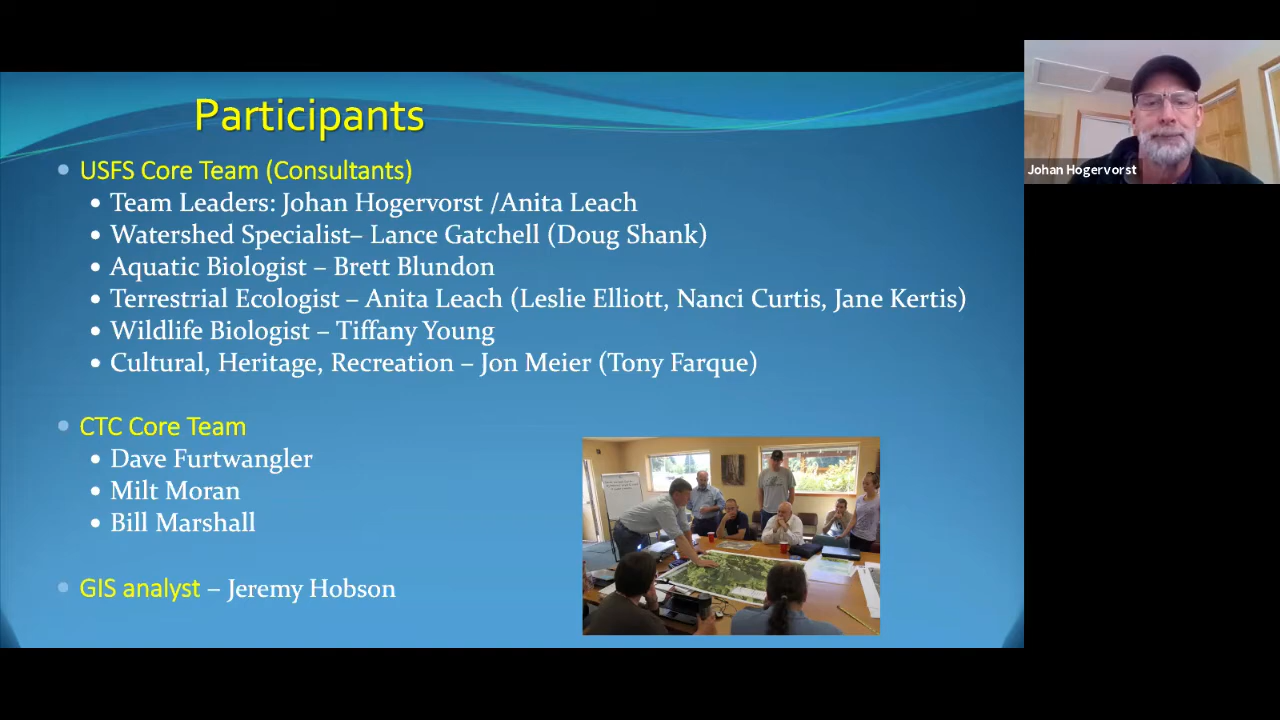 Participants
USFS Core Team (Consultants)
Team Leaders: Johan Hogervorst /Anita Leach
Watershed Specialist– Lance Gatchell (Doug Shank)
Aquatic Biologist – Brett Blundon
Terrestrial Ecologist – Anita Leach (Leslie Elliott, Nanci Curtis, Jane Kertis)
Wildlife Biologist – Tiffany Young
Cultural, Heritage, Recreation – Jon Meier (Tony Farque)
CTC Core Team
Dave Furtwangler
Milt Moran
Bill Marshall
GIS analyst – Jeremy Hobson
Johan Hogervorst